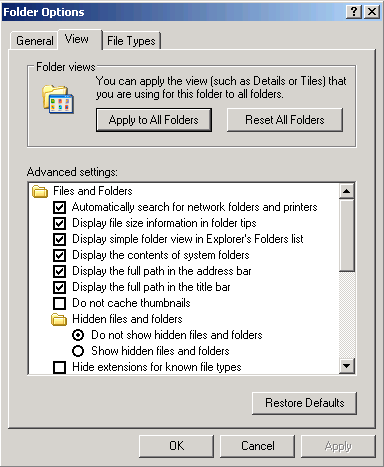 Folder Options
General View File Types
Folder views
You can apply the view (such as Details or Tiles) that
you are using for this folder to all folders.
Apply to All Folders Reset All Folders
Advanced settings:
Files and Folders
Automatically search for network folders and printers
Display file size information in folder tips
Display simple folder view in Explorer's Folders list
Display the contents of system folders
Display the full path in the address bar
Display the full path in the title bar
Do not cache thumbnails
Hidden files and folders
Do not show hidden files and folders
Show hidden files and folders
Hide extensions for known file types
Restore Defaults
OK Cancel Apply